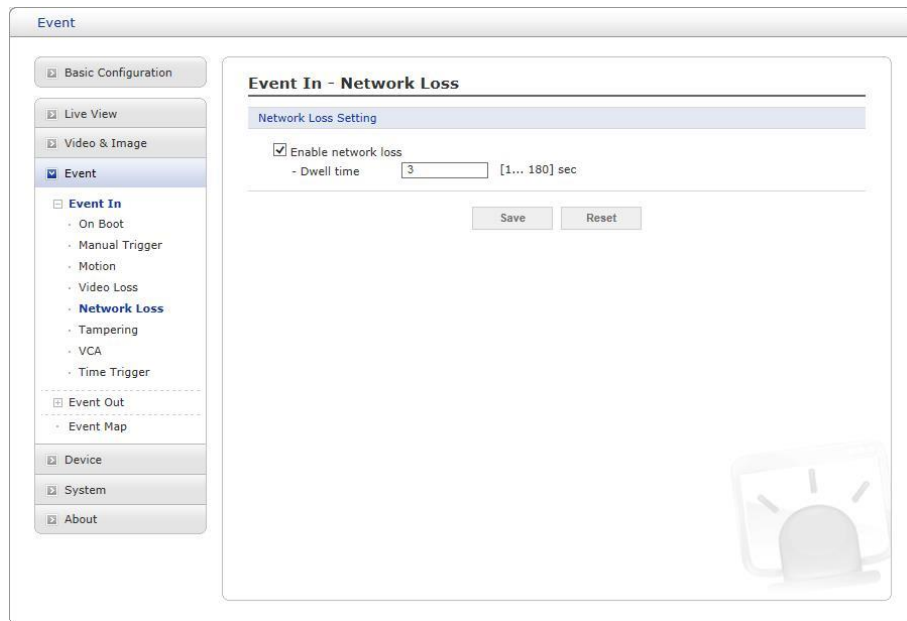 Event
Basic Configuration
Live View
Video & Image
Event
Event In
On Boot
Manual Trigger
Motion
Video Loss
Network Loss
Tampering
VCA
Time Trigger
Event Out
Event Map
Device
System
About
Event In - Network Loss
Network Loss Setting
Enable network loss
- Dwell time 3 [1... 180] sec
Save Reset